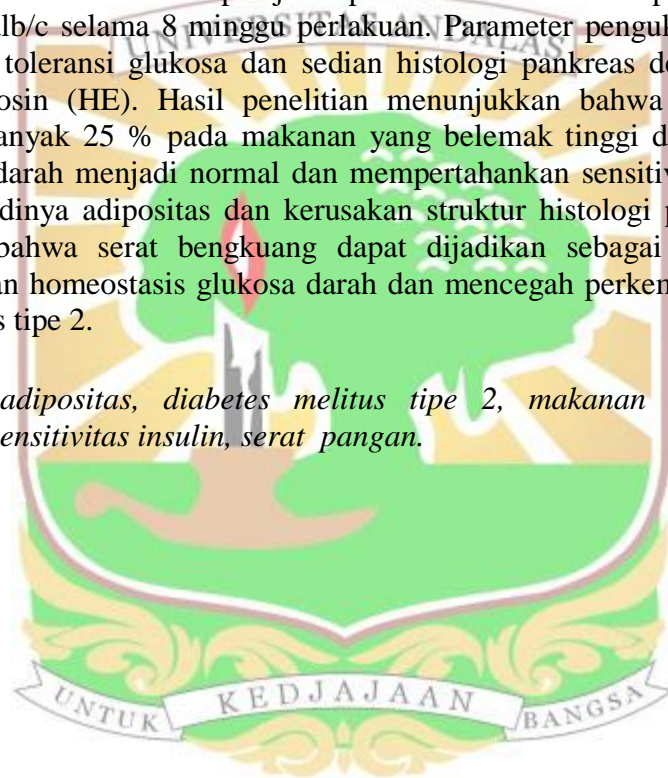 alb/c selama 8 minggu perlakuan. Parameter penguk
UNIVERSITAS ANDALAS
toleransi glukosa dan sedian histologi pankreas de
osin (HE). Hasil penelitian menunjukkan bahwa
anyak 25 % pada makanan yang belemak tinggi d
darah menjadi normal dan mempertahankan sensitiv
dinya adipositas dan kerusakan struktur histologi p
bahwa serat bengkuang dapat dijadikan sebagai
an homeostasis glukosa darah dan mencegah perken
s tipe 2.
adipositas, diabetes melitus tipe 2, makanan
ensitivitas insulin, serat pangan.
UNTUK KEDJAJAAN BANGSA